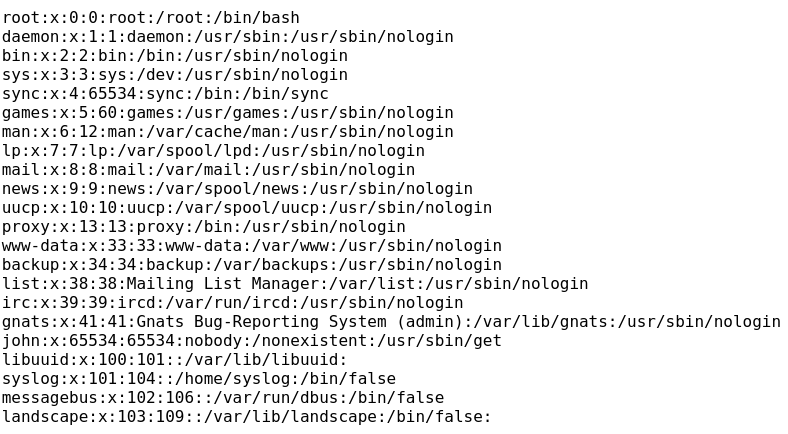 root:x:0:0:root:/root:/bin/bash
daemon:x:1:1:daemon:/usr/sbin:/usr/sbin/nologin
bin:x:2:2:bin:/bin:/usr/sbin/nologin
sys:x:3:3:sys:/dev:/usr/sbin/nologin
sync:x:4:65534:sync:/bin:/bin/sync
games:x:5:60:games:/usr/games:/usr/sbin/nologin
man:x:6:12:man:/var/cache/man:/usr/sbin/nologin
lp:x:7:7:lp:/var/spool/lpd:/usr/sbin/nologin
mail:x:8:8:mail:/var/mail:/usr/sbin/nologin
news:x:9:9:news:/var/spool/news:/usr/sbin/nologin
uucp:x:10:10:uucp:/var/spool/uucp:/usr/sbin/nologin
proxy:x:13:13:proxy:/bin:/usr/sbin/nologin
www-data:x:33:33:www-data:/var/www:/usr/sbin/nologin
backup:x:34:34:backup:/var/backups:/usr/sbin/nologin
list:x:38:38:Mailing List Manager:/var/list:/usr/sbin/nologin
irc:x:39:39:ircd:/var/run/ircd:/usr/sbin/nologin
gnats:x:41:41:Gnats Bug-Reporting System (admin):/var/lib/gnats:/usr/sbin/nologin
john:x:65534:65534:nobody:/nonexistent:/usr/sbin/get
libuuid:x:100:101::/var/lib/libuuid:
syslog:x:101:104::/home/syslog:/bin/false
messagebus:x:102:106::/var/run/dbus:/bin/false
landscape:x:103:109::/var/lib/landscape:/bin/false: